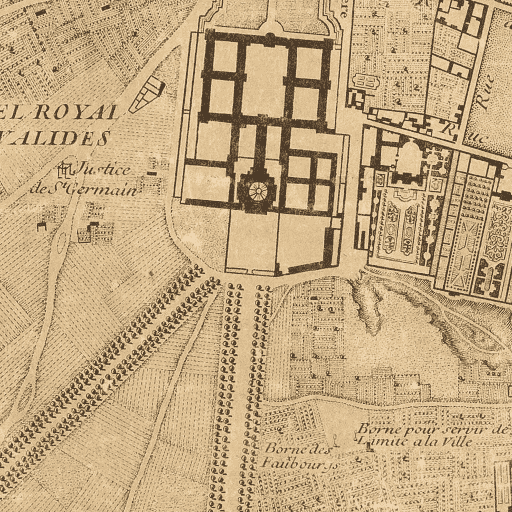 EL ROYAL
VALIDES
Justice
de St Germain
Rue
Rue
Borne pour servir de
Limite a la Ville
Borne des
Faubourgs